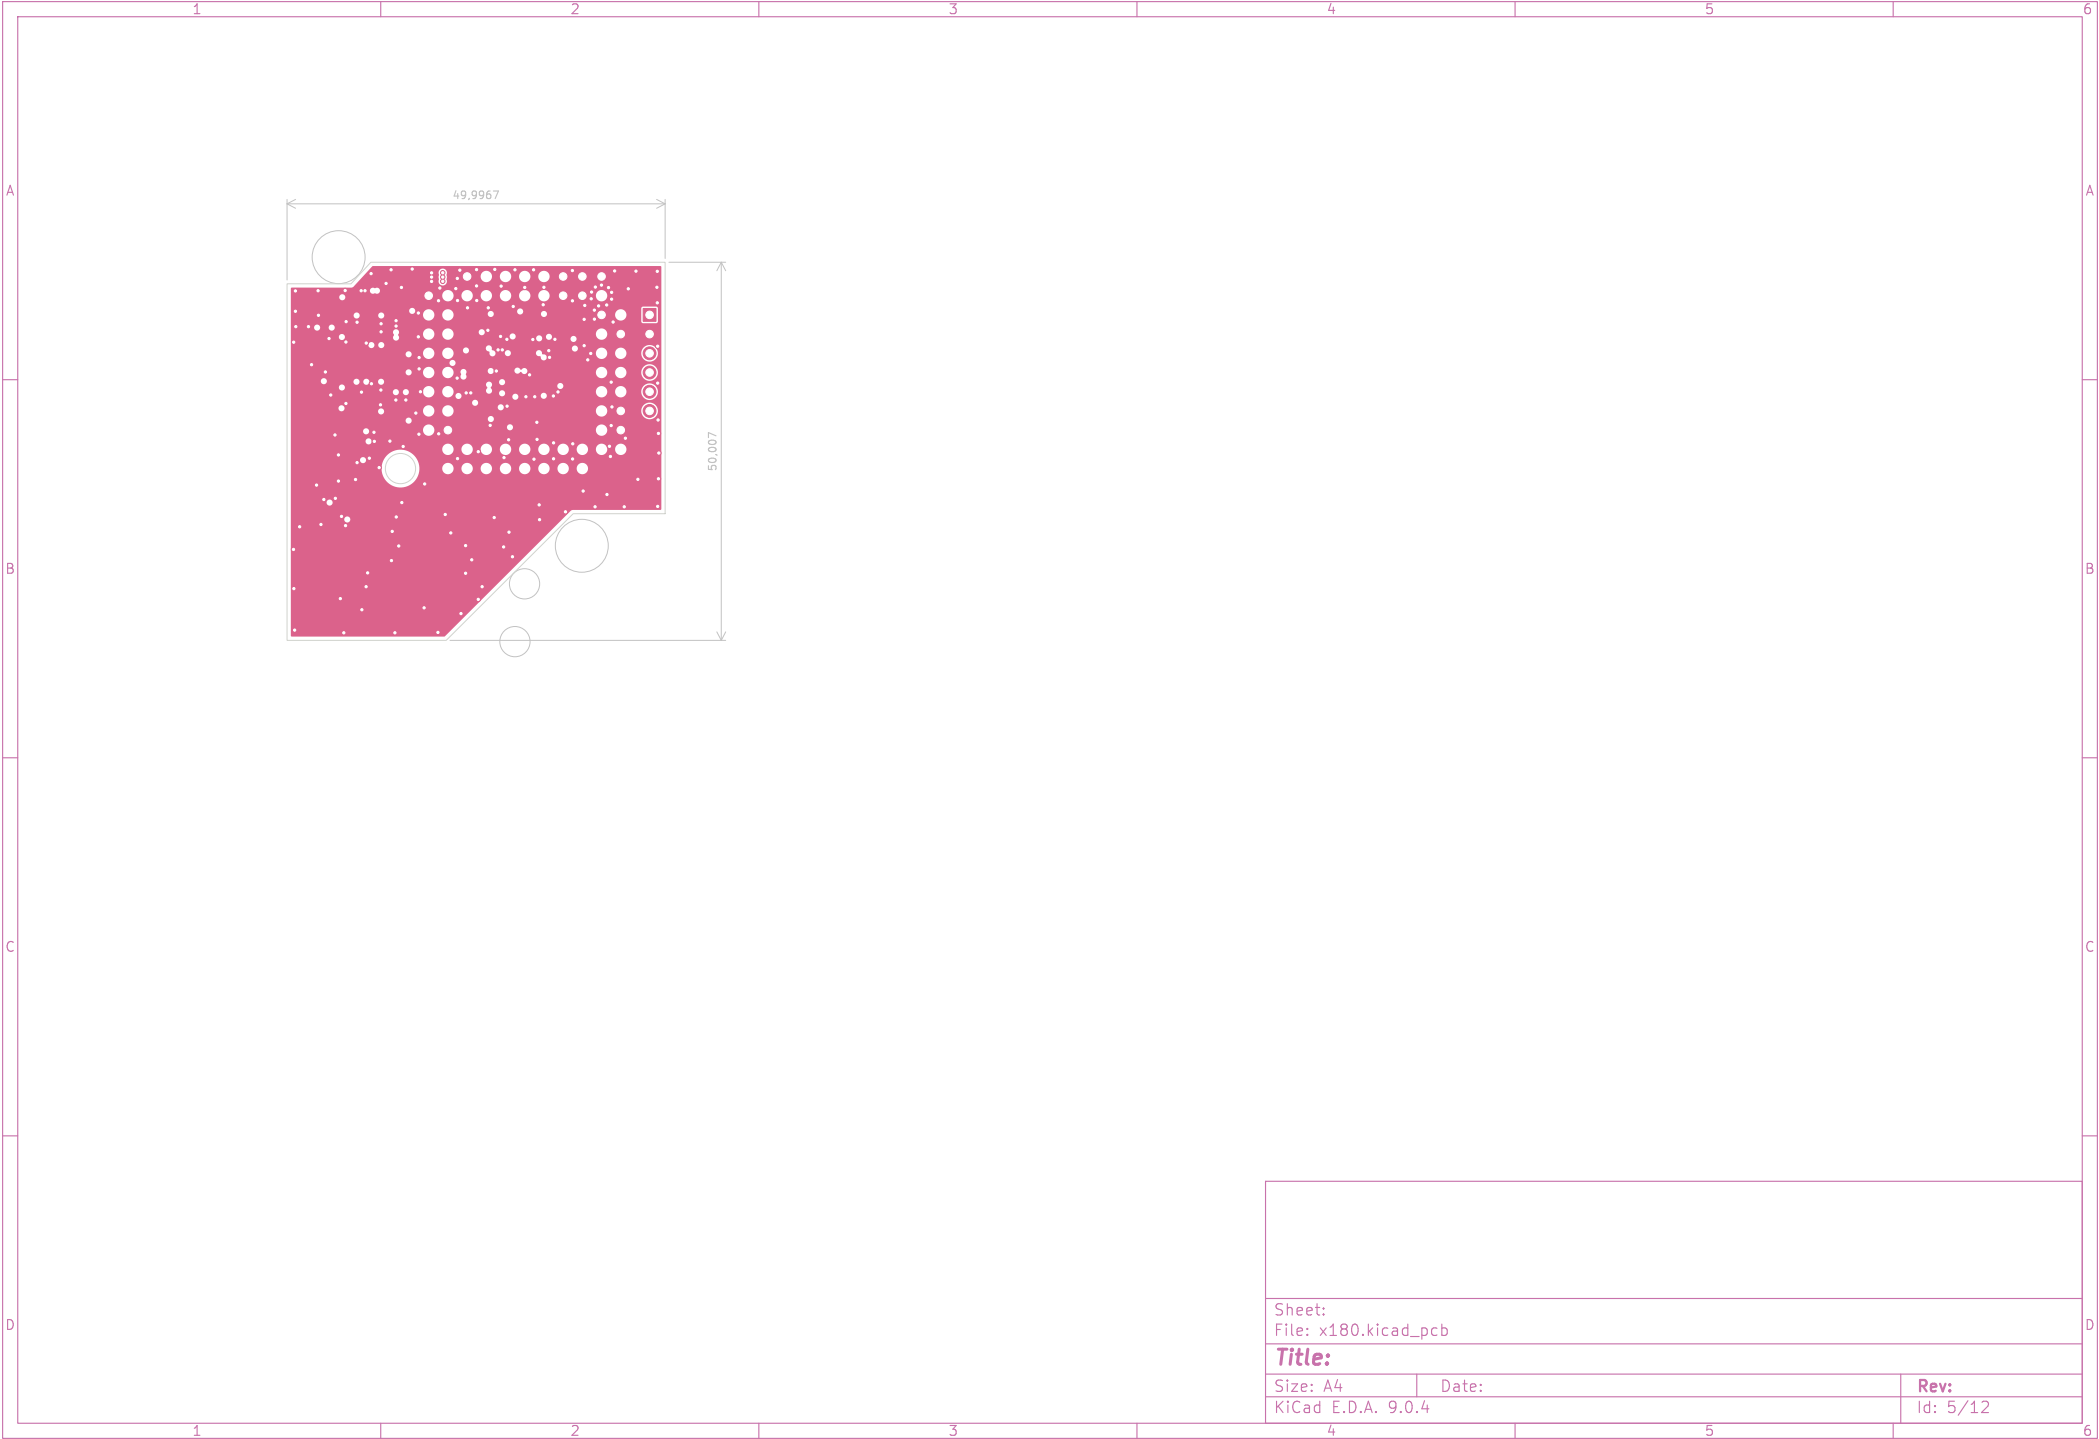 1 2 3 4 5 6
A A
49,9967
50,007
B B
C C
Sheet:
File: x180.kicad_pcb
D D
Title:
Size: A4 Date: Rev:
KiCad E.D.A. 9.0.4 Id: 5/12
1 2 3 4 5 6